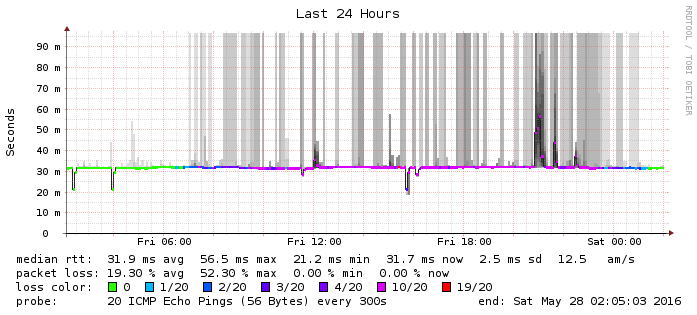 Last 24 Hours
RRDTOOL / TOBI OETIKER
Seconds
90 m
80 m
70 m
60 m
50 m
40 m
30 m
20 m
10 m
0
Fri 06:00 Fri 12:00 Fri 18:00 Sat 00:00
median rtt: 31.9 ms avg 56.5 ms max 21.2 ms min 31.7 ms now 2.5 ms sd 12.5 am/s
packet loss: 19.30 % avg 52.30 % max 0.00 % min 0.00 % now
loss color: 0 1/20 2/20 3/20 4/20 10/20 19/20
probe: 20 ICMP Echo Pings (56 Bytes) every 300s end: Sat May 28 02:05:03 2016